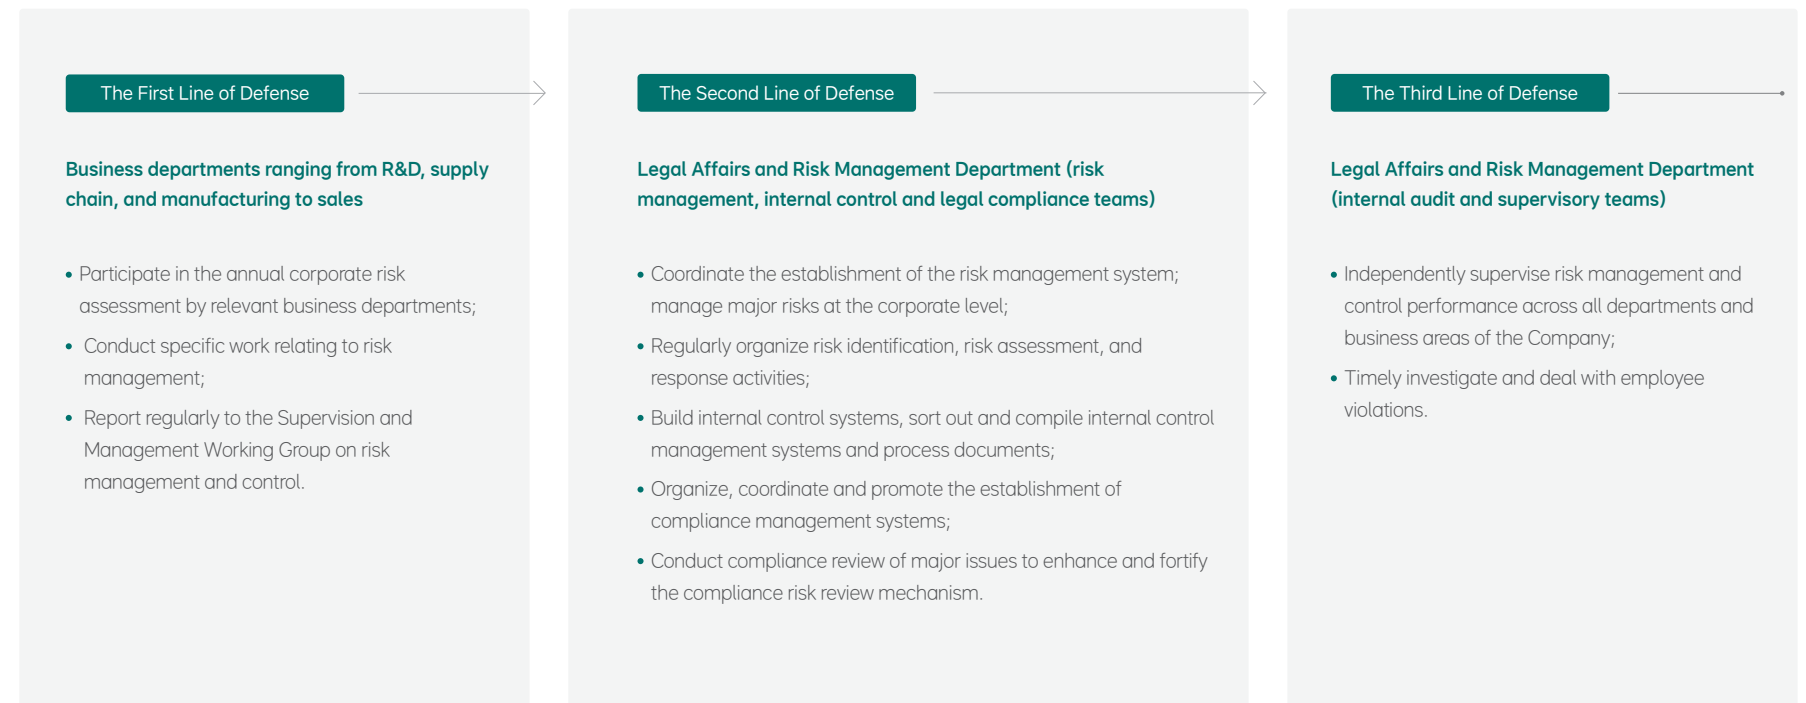 The First Line of Defense
Business departments ranging from R&D, supply
chain, and manufacturing to sales
• Participate in the annual corporate risk
assessment by relevant business departments;
• Conduct specific work relating to risk
management;
• Report regularly to the Supervision and
Management Working Group on risk
management and control.
The Second Line of Defense
Legal Affairs and Risk Management Department (risk
management, internal control and legal compliance teams)
• Coordinate the establishment of the risk management system;
manage major risks at the corporate level;
• Regularly organize risk identification, risk assessment, and
response activities;
• Build internal control systems, sort out and compile internal control
management systems and process documents;
• Organize, coordinate and promote the establishment of
compliance management systems;
• Conduct compliance review of major issues to enhance and fortify
the compliance risk review mechanism.
The Third Line of Defense
Legal Affairs and Risk Management Department
(internal audit and supervisory teams)
• Independently supervise risk management and
control performance across all departments and
business areas of the Company;
• Timely investigate and deal with employee
violations.